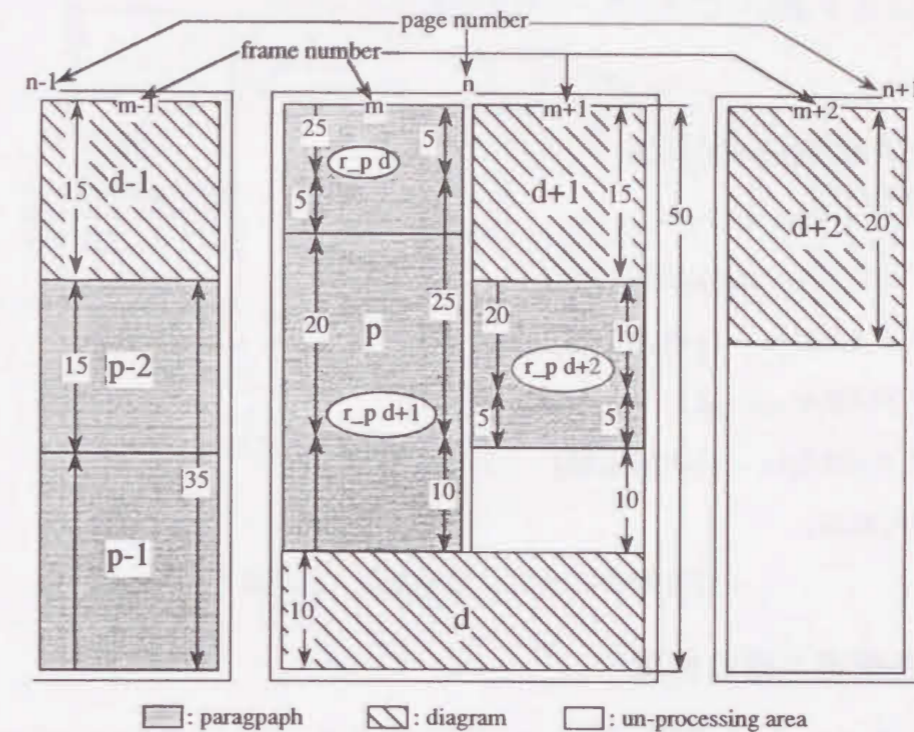 page number
frame number
n-1
n
n+1
m-1
m
m+1
m+2
15
d-1
15
p-2
35
p-1
25
5
r_p d
5
20
p
25
r_p d+1
10
d+1
15
50
20
10
r_p d+2
5
5
10
10
d
d+2
20
: paragpaph
: diagram
: un-processing area